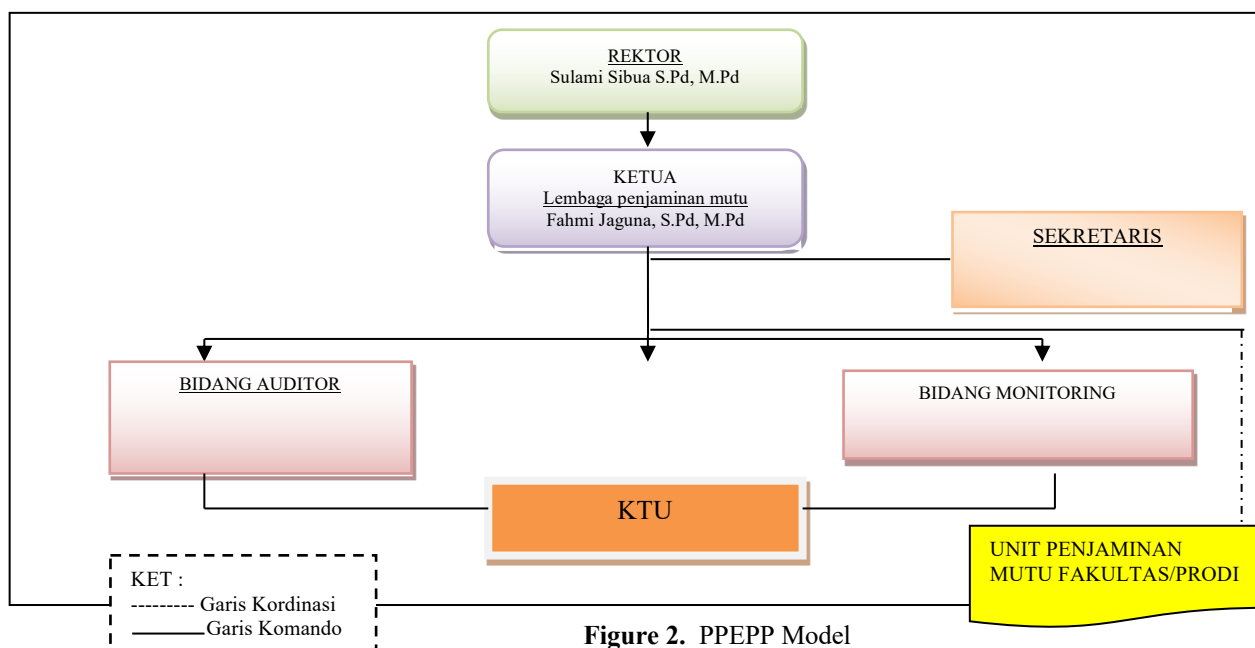 REKTOR
Sulami Sibua S.Pd, M.Pd
KETUA
Lembaga penjaminan mutu
Fahmi Jaguna, S.Pd, M.Pd
SEKRETARIS
BIDANG AUDITOR
BIDANG MONITORING
KTU
UNIT PENJAMINAN
MUTU FAKULTAS/PRODI
KET :
--------- Garis Kordinasi
Garis Komando
Figure 2. PPEPP Model